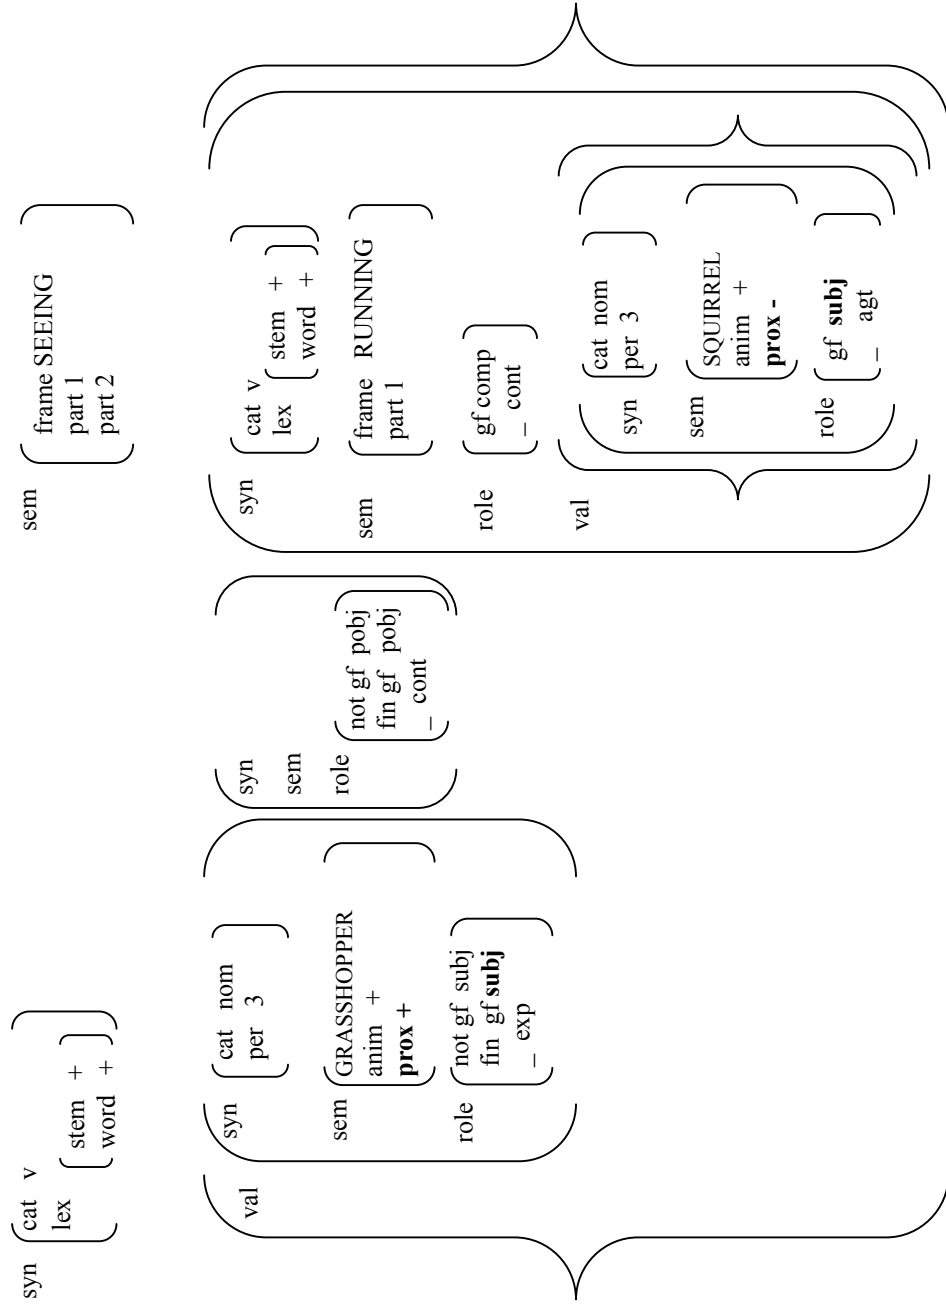 syn cat v
lex stem +
word +
sem frame SEEING
part 1
part 2
val
syn cat nom
per 3
sem GRASSHOPPER
anim +
prox +
role not gf subj
fin gf subj
_ exp
syn
sem
role not gf pobj
fin gf pobj
_ cont
syn cat v
lex stem +
word +
sem frame RUNNING
part 1
role gf comp
_ cont
val
syn cat nom
per 3
sem SQUIRREL
anim +
prox -
role gf subj
_ agt